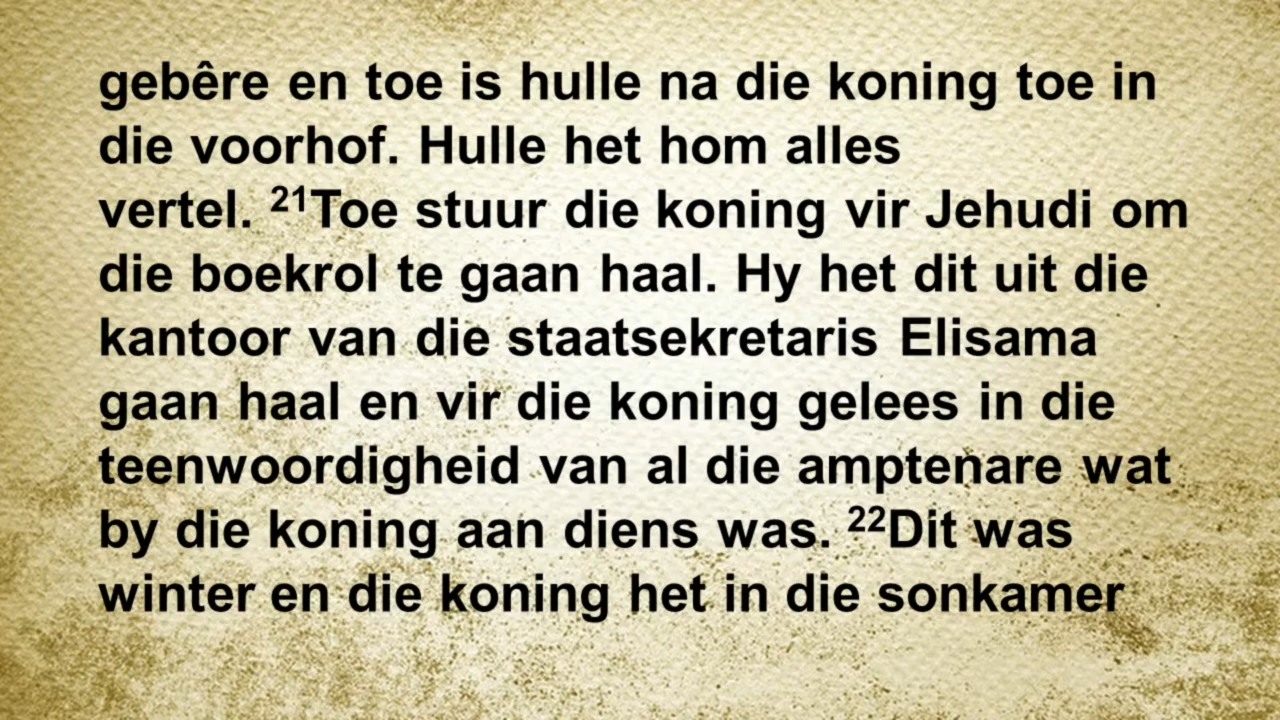 gebêre en toe is hulle na die koning toe in
die voorhof. Hulle het hom alles
vertel. ²¹Toe stuur die koning vir Jehudi om
die boekrol te gaan haal. Hy het dit uit die
kantoor van die staatsekretaris Elisama
gaan haal en vir die koning gelees in die
teenwoordigheid van al die amptenare wat
by die koning aan diens was. ²²Dit was
winter en die koning het in die sonkamer